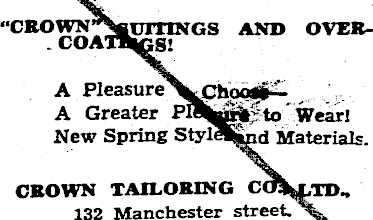 "CROWN" SUITINGS AND OVER-
COATINGS!
A Pleasure to Choose—
A Greater Pleasure to Wear!
New Spring Styles and Materials.
CROWN TAILORING CO., LTD.,
132 Manchester street.